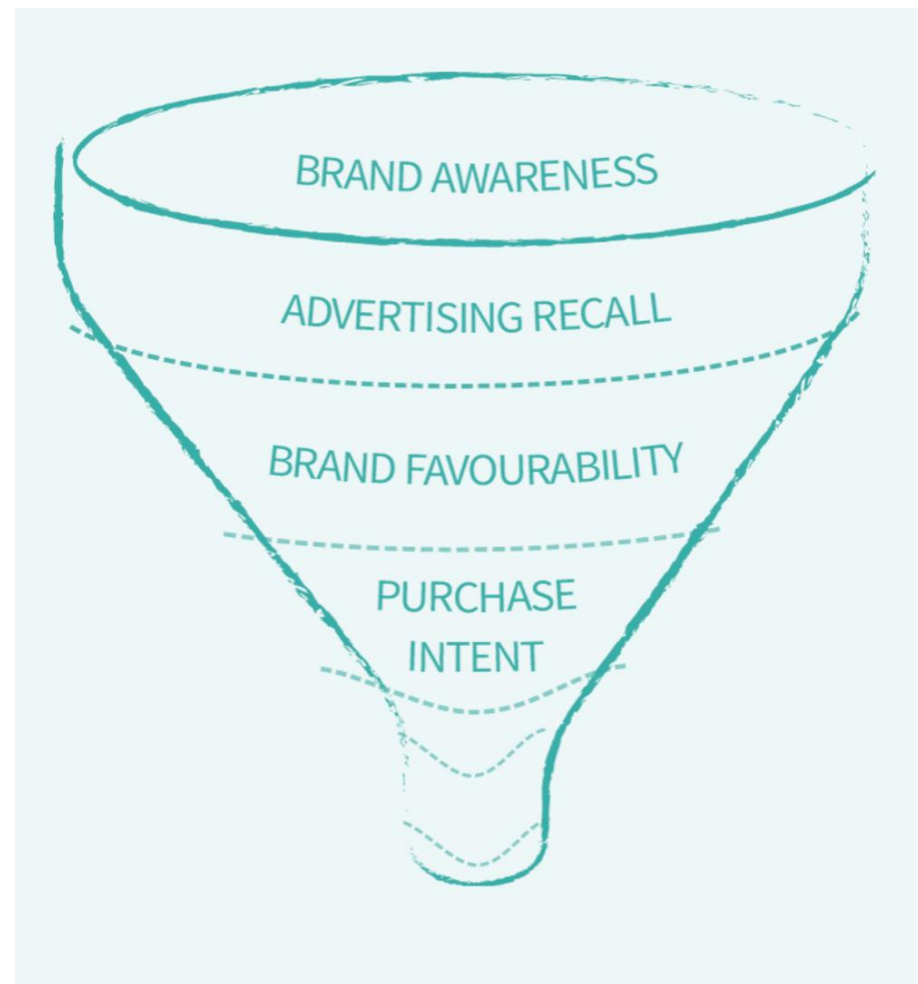 BRAND AWARENESS
ADVERTISING RECALL
BRAND FAVOURABILITY
PURCHASE
INTENT